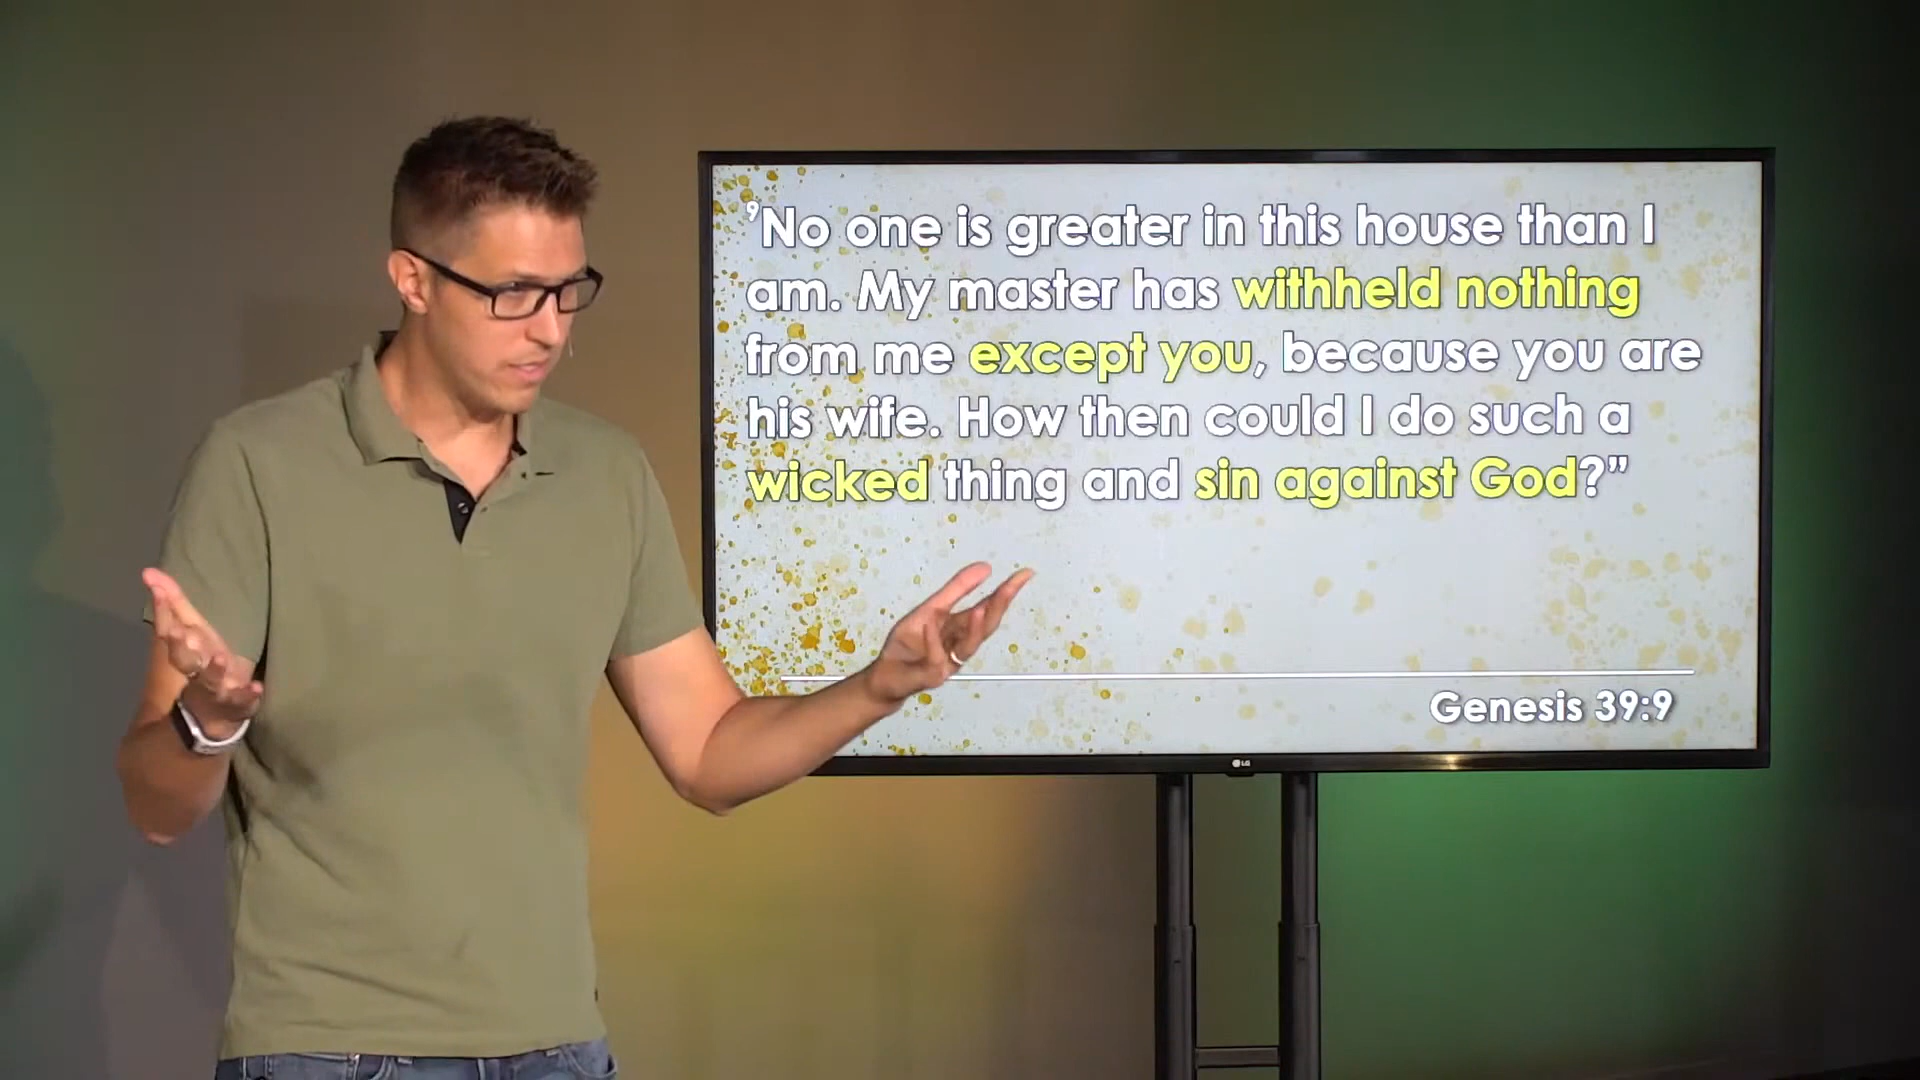 ⁹No one is greater in this house than I
am. My master has withheld nothing
from me except you, because you are
his wife. How then could I do such a
wicked thing and sin against God?”
Genesis 39:9
LG